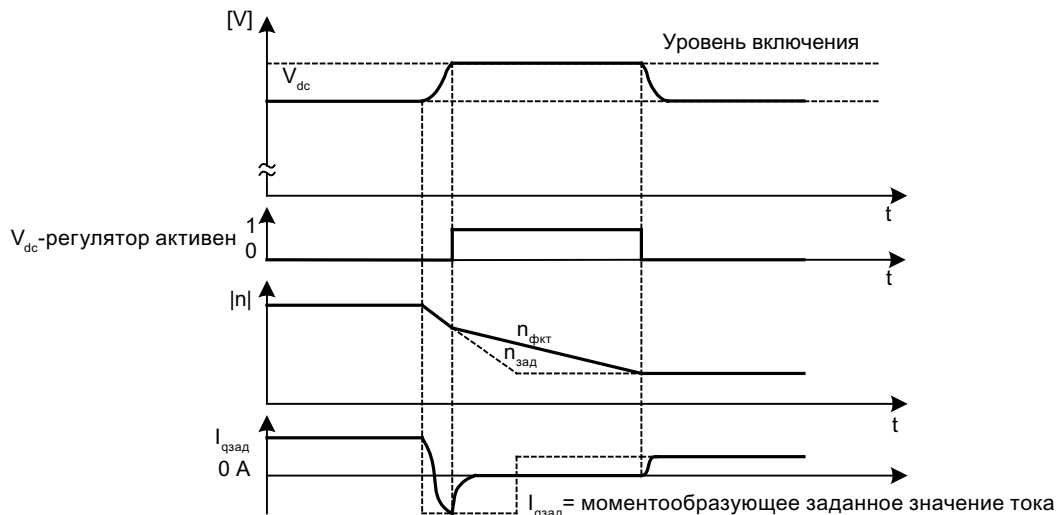 [V]
Уровень включения
V_dc
t
1
V_dc-регулятор активен
0
t
|n|
n_фкт
n_зад
t
I_qзад
0 A
I_qзад= моментообразующее заданное значение тока